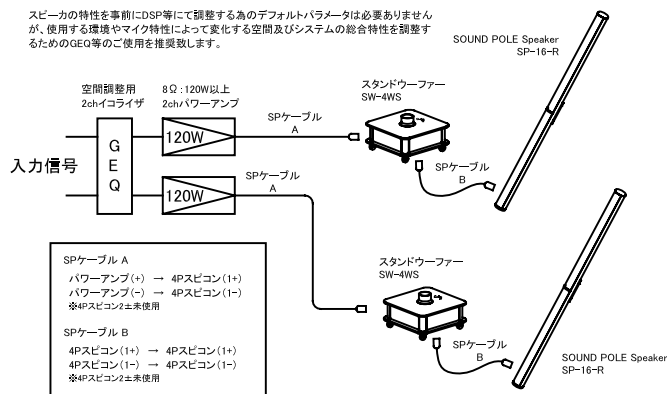 スピーカの特性を事前にDSP等にて調整する為のデフォルトパラメータは必要ありません
が、使用する環境やマイク特性によって変化する空間及びシステムの総合特性を調整す
るためのGEQ等のご使用を推奨致します。
SOUND POLE Speaker
SP-16-R
空間調整用
2chイコライザ
8Ω:120W以上
2chパワーアンプ
スタンドウーファー
SW-4WS
SPケーブル
A
入力信号
GEQ
120W
SPケーブル
B
120W
SPケーブル
A
スタンドウーファー
SW-4WS
SPケーブル
B
SOUND POLE Speaker
SP-16-R
SPケーブル A
パワーアンプ(+) → 4Pスピコン(1+)
パワーアンプ(-) → 4Pスピコン(1-)
※4Pスピコン2±未使用
SPケーブル B
4Pスピコン(1+) → 4Pスピコン(1+)
4Pスピコン(1-) → 4Pスピコン(1-)
※4Pスピコン2±未使用